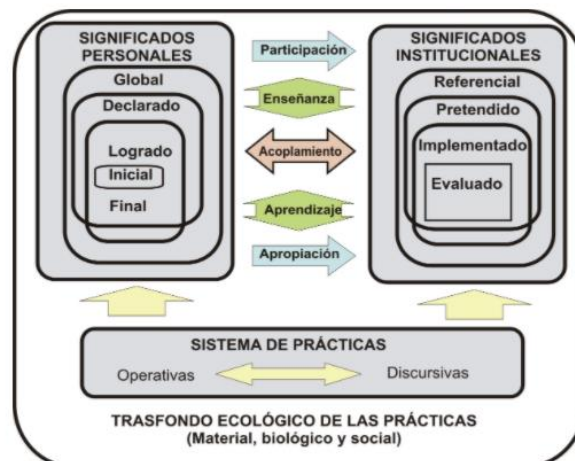 SIGNIFICADOS
PERSONALES
Global
Declarado
Logrado
Inicial
Final
Participación
Enseñanza
Acoplamiento
Aprendizaje
Apropiación
SIGNIFICADOS
INSTITUCIONALES
Referencial
Pretendido
Implementado
Evaluado
SISTEMA DE PRÁCTICAS
Operativas
Discursivas
TRASFONDO ECOLÓGICO DE LAS PRÁCTICAS
(Material, biológico y social)